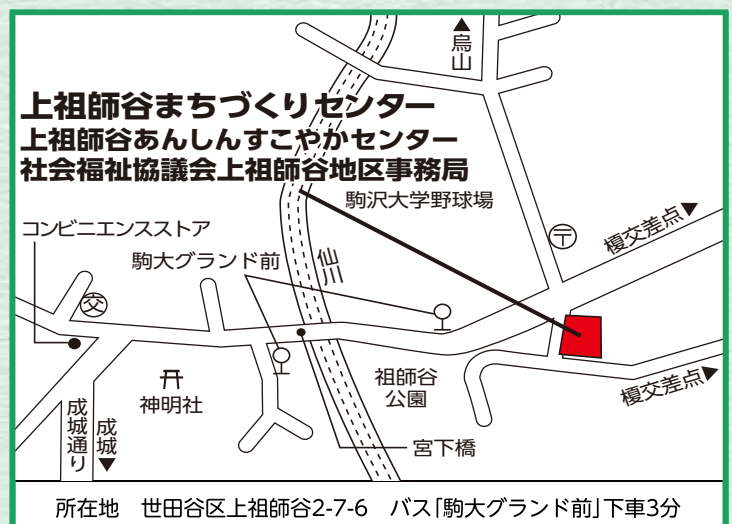 ▲烏山
上祖師谷まちづくりセンター
上祖師谷あんしんすこやかセンター
社会福祉協議会上祖師谷地区事務局
駒沢大学野球場
コンビニエンスストア
駒大グランド前
仙川
〒
榎交差点▶
交
祖師谷
公園
神明社
榎交差点▶
成城通り
成城▼
宮下橋
所在地 世田谷区上祖師谷2-7-6 バス「駒大グランド前」下車3分